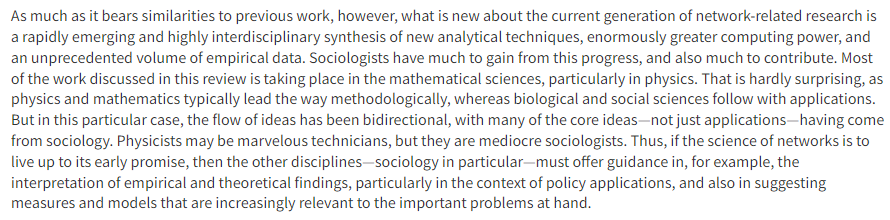 As much as it bears similarities to previous work, however, what is new about the current generation of network-related research is
a rapidly emerging and highly interdisciplinary synthesis of new analytical techniques, enormously greater computing power, and
an unprecedented volume of empirical data. Sociologists have much to gain from this progress, and also much to contribute. Most
of the work discussed in this review is taking place in the mathematical sciences, particularly in physics. That is hardly surprising, as
physics and mathematics typically lead the way methodologically, whereas biological and social sciences follow with applications.
But in this particular case, the flow of ideas has been bidirectional, with many of the core ideas—not just applications—having come
from sociology. Physicists may be marvelous technicians, but they are mediocre sociologists. Thus, if the science of networks is to
live up to its early promise, then the other disciplines—sociology in particular—must offer guidance in, for example, the
interpretation of empirical and theoretical findings, particularly in the context of policy applications, and also in suggesting
measures and models that are increasingly relevant to the important problems at hand.